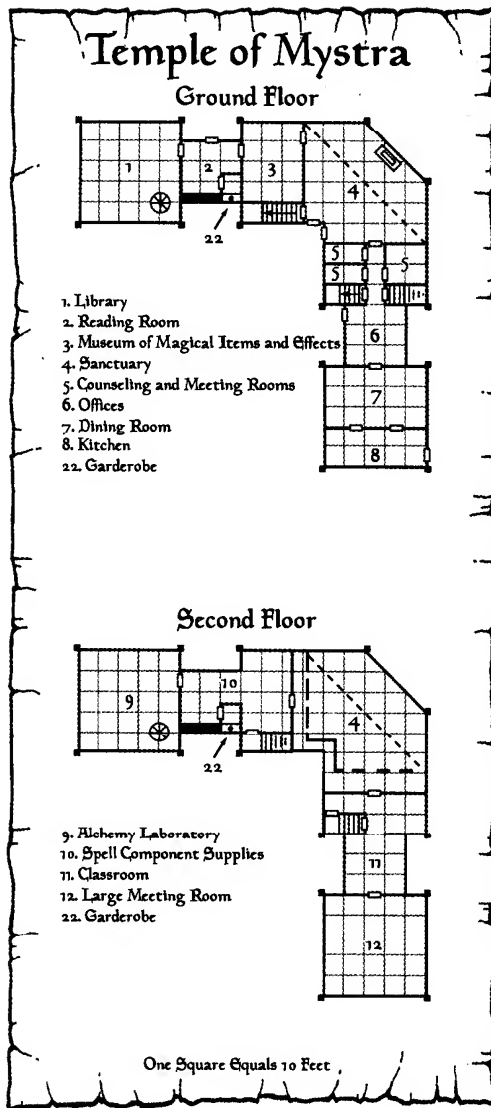 Temple of Mystra
Ground Floor
1
2
3
4
22
5
5
5
6
7
8
1. Library
2. Reading Room
3. Museum of Magical Items and Effects
4. Sanctuary
5. Counseling and Meeting Rooms
6. Offices
7. Dining Room
8. Kitchen
22. Garderobe
Second Floor
9
10
4
22
11
12
9. Alchemy Laboratory
10. Spell Component Supplies
11. Classroom
12. Large Meeting Room
22. Garderobe
One Square Equals 10 Feet